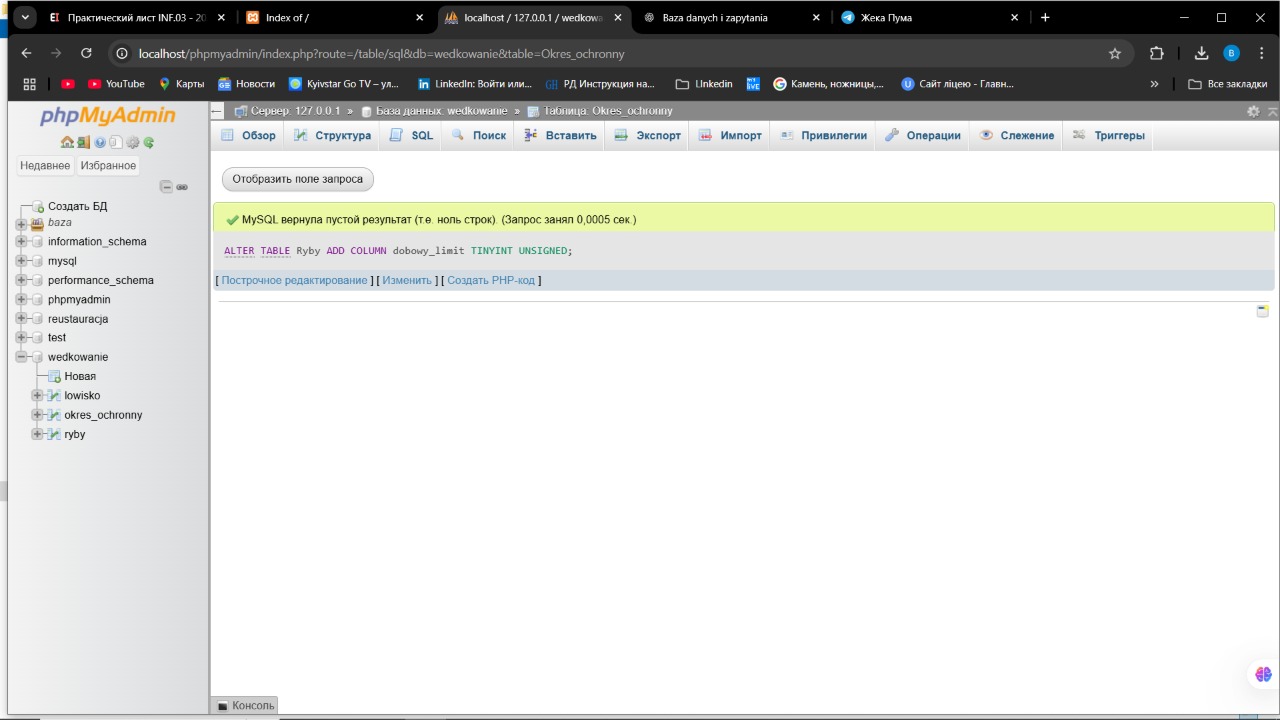 Практический лист INF.03 - 20
Index of /
localhost / 127.0.0.1 / wedkowa
Baza danych i zapytania
Жека Пума
localhost/phpmyadmin/index.php?route=/table/sql&db=wedkowanie&table=Okres_ochronny
YouTube
Карты
Новости
Kyivstar Go TV – ул...
LinkedIn: Войти или...
GH РД Инструкция на...
LInkedin
Камень, ножницы,...
Сайт ліцею - Главн...
» Все закладки
phpMyAdmin
Недавнее Избранное
Создать БД
baza
information_schema
mysql
performance_schema
phpmyadmin
reustauracja
test
wedkowanie
Новая
lowisko
okres_ochronny
ryby
Сервер: 127.0.0.1 » База данных: wedkowanie » Таблица: Okres_ochronny
Обзор Структура SQL Поиск Вставить Экспорт Импорт Привилегии Операции Слежение Триггеры
Отобразить поле запроса
MySQL вернула пустой результат (т.е. ноль строк). (Запрос занял 0,0005 сек.)
ALTER TABLE Ryby ADD COLUMN dobowy_limit TINYINT UNSIGNED;
[ Построчное редактирование ] [ Изменить ] [ Создать PHP-код ]
Консоль